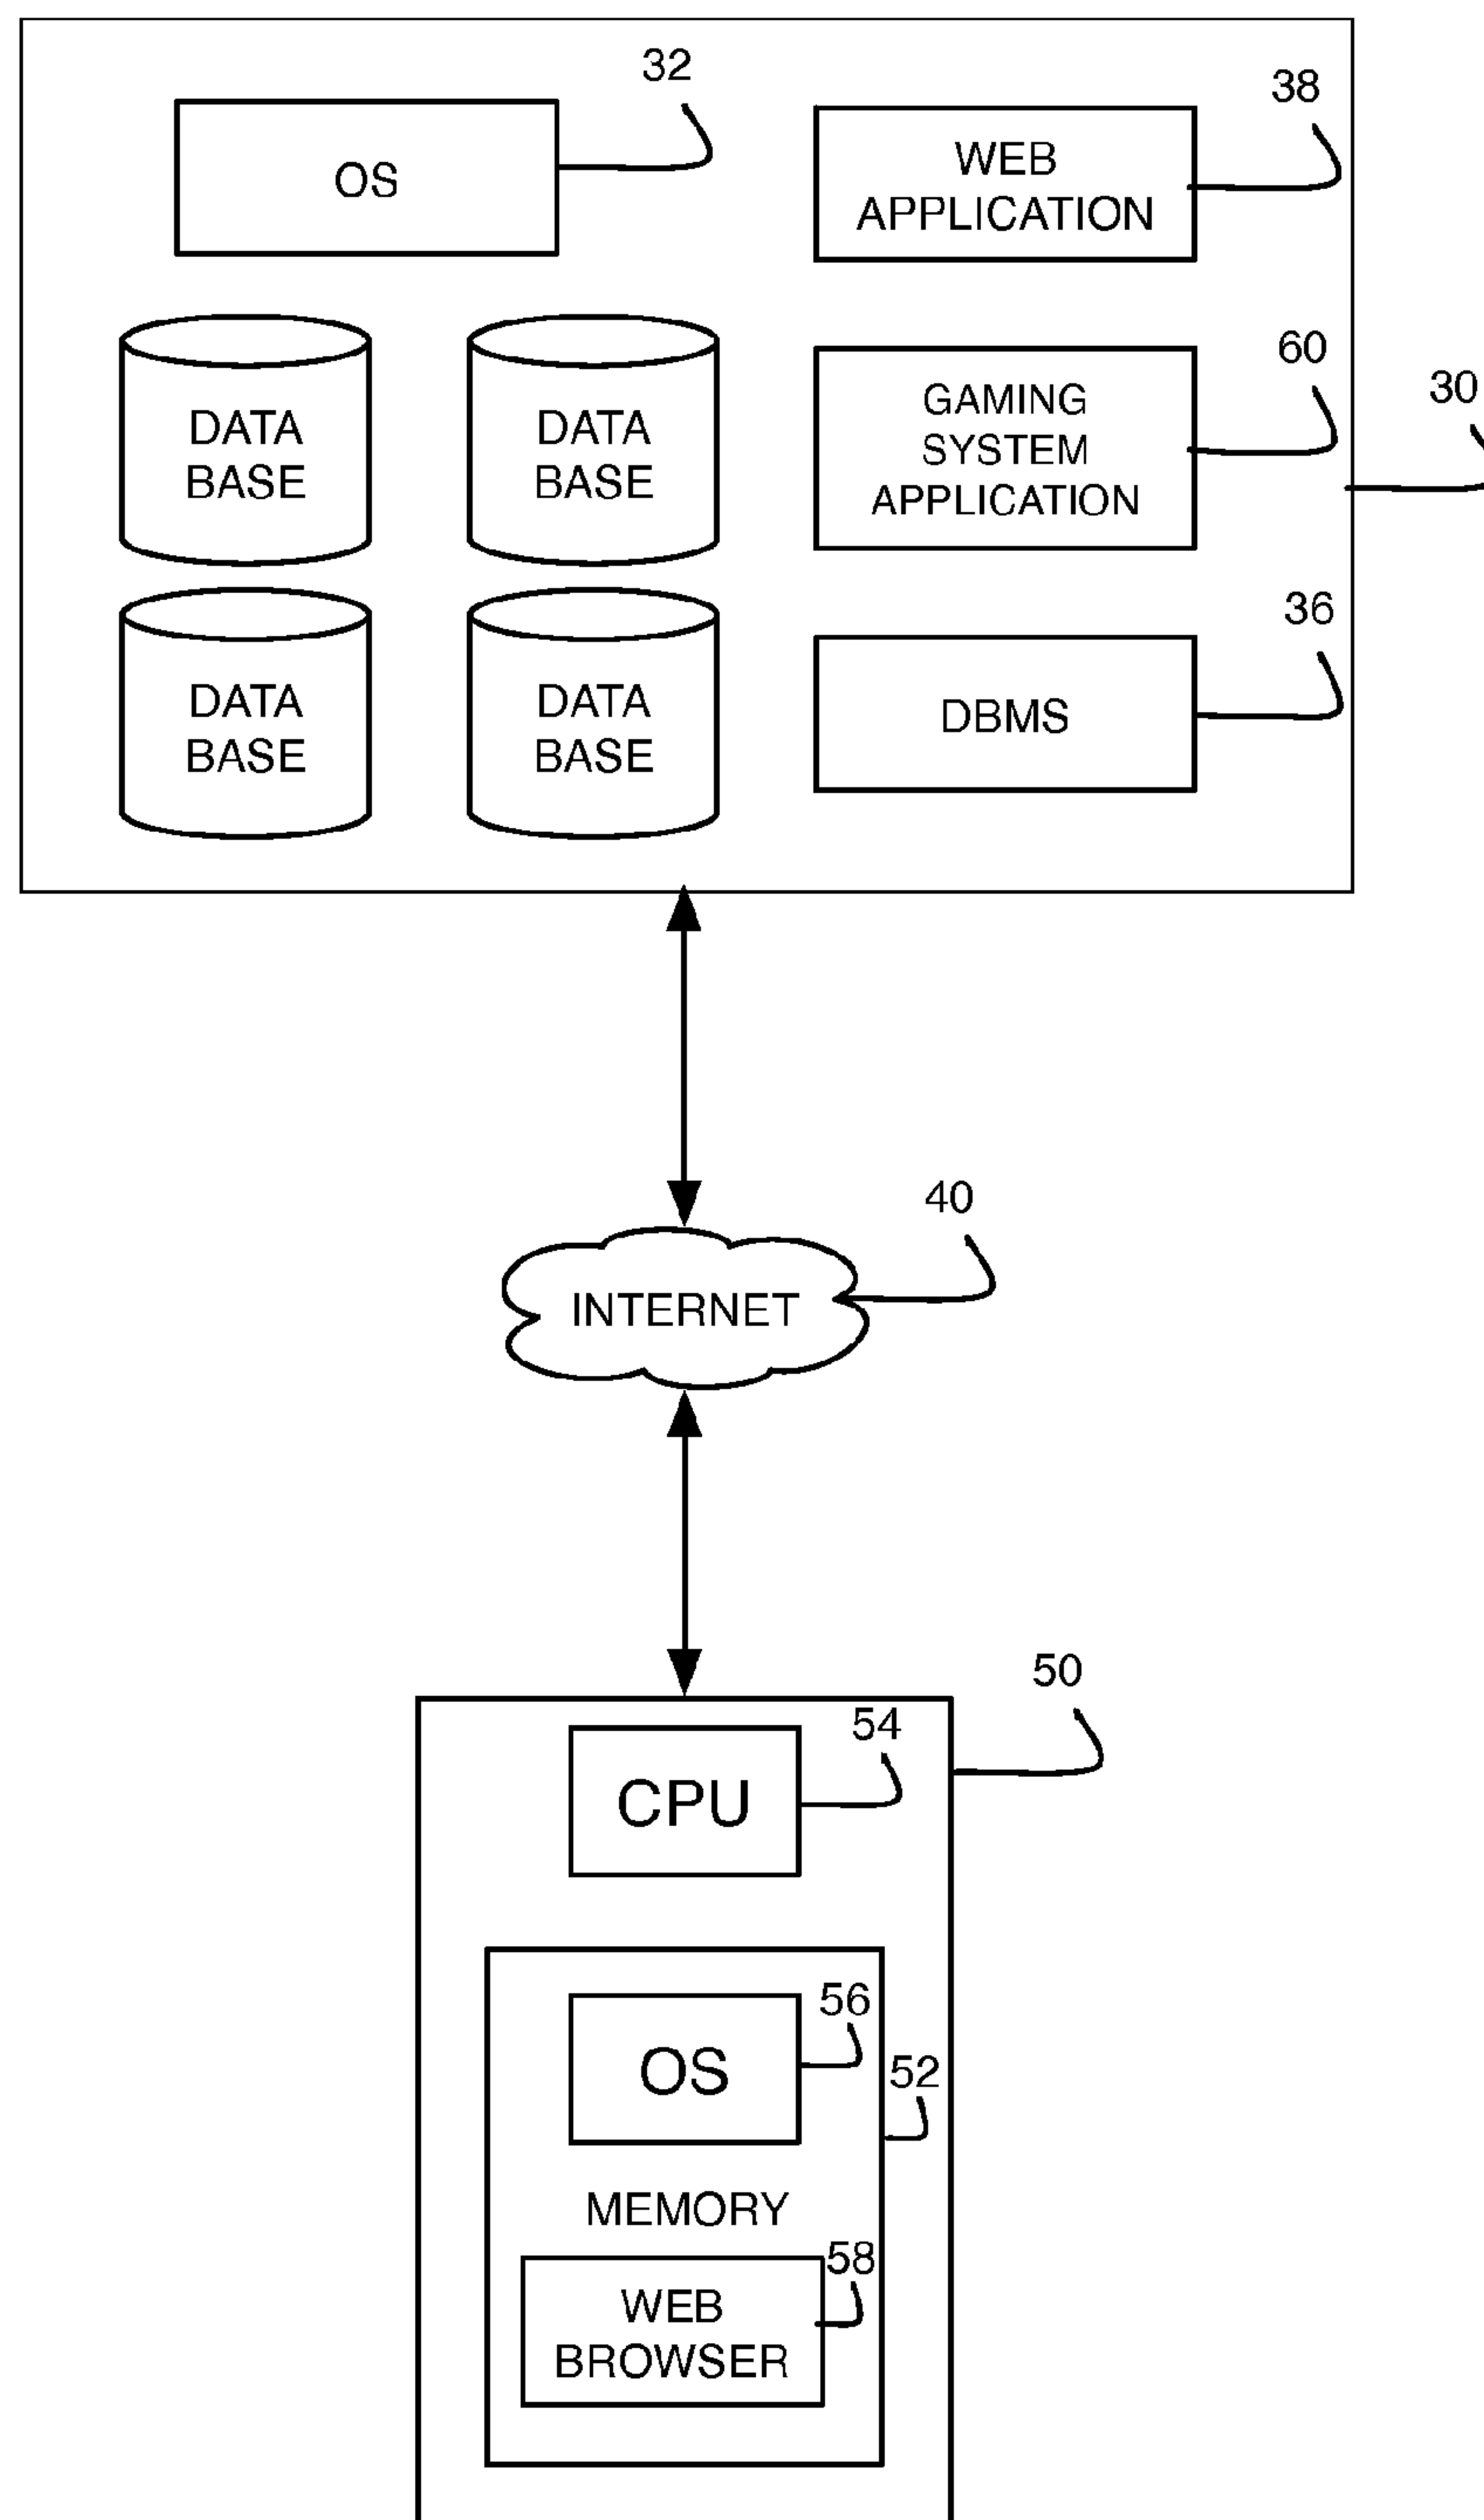 32
38
OS
WEB
APPLICATION
60
30
DATA
BASE
DATA
BASE
GAMING
SYSTEM
APPLICATION
36
DATA
BASE
DATA
BASE
DBMS
40
INTERNET
50
54
CPU
56
OS
52
MEMORY
58
WEB
BROWSER